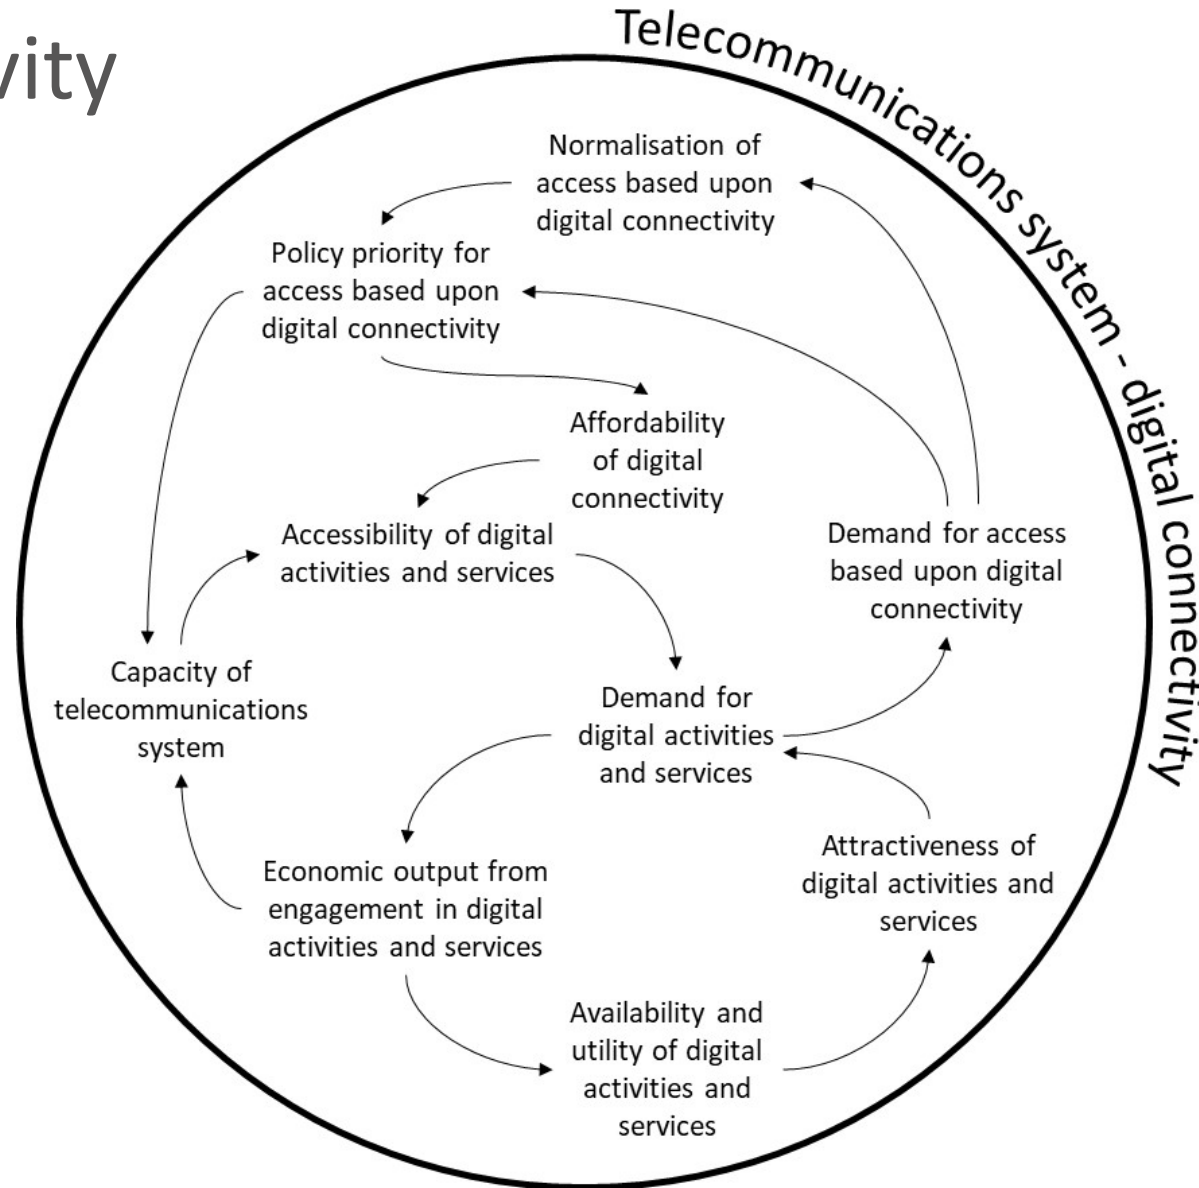 vity
Telecommunications system - digital connectivity
Normalisation of
access based upon
digital connectivity
Policy priority for
access based upon
digital connectivity
Affordability
of digital
connectivity
Accessibility of digital
activities and services
Demand for access
based upon digital
connectivity
Capacity of
telecommunications
system
Demand for
digital activities
and services
Economic output from
engagement in digital
activities and services
Attractiveness of
digital activities and
services
Availability and
utility of digital
activities and
services